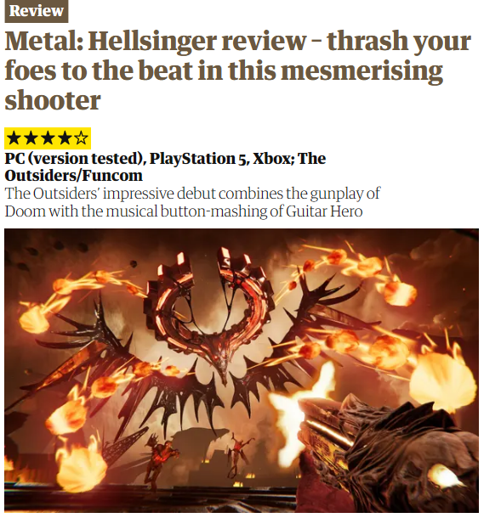 Review
Metal: Hellsinger review – thrash your
foes to the beat in this mesmerising
shooter
★★★★☆
PC (version tested), PlayStation 5, Xbox; The
Outsiders/Funcom
The Outsiders’ impressive debut combines the gunplay of
Doom with the musical button-mashing of Guitar Hero